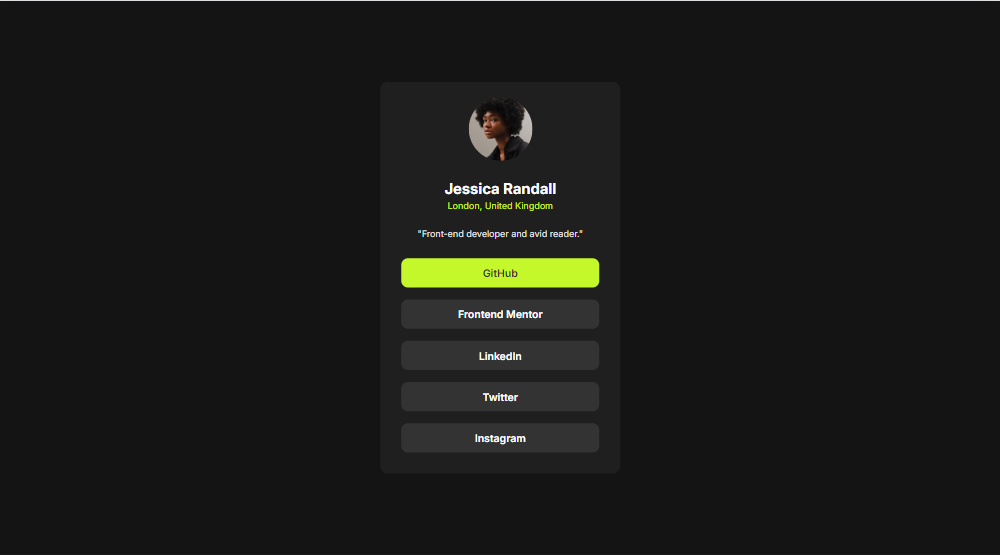 Jessica Randall
London, United Kingdom
"Front-end developer and avid reader."
GitHub
Frontend Mentor
LinkedIn
Twitter
Instagram